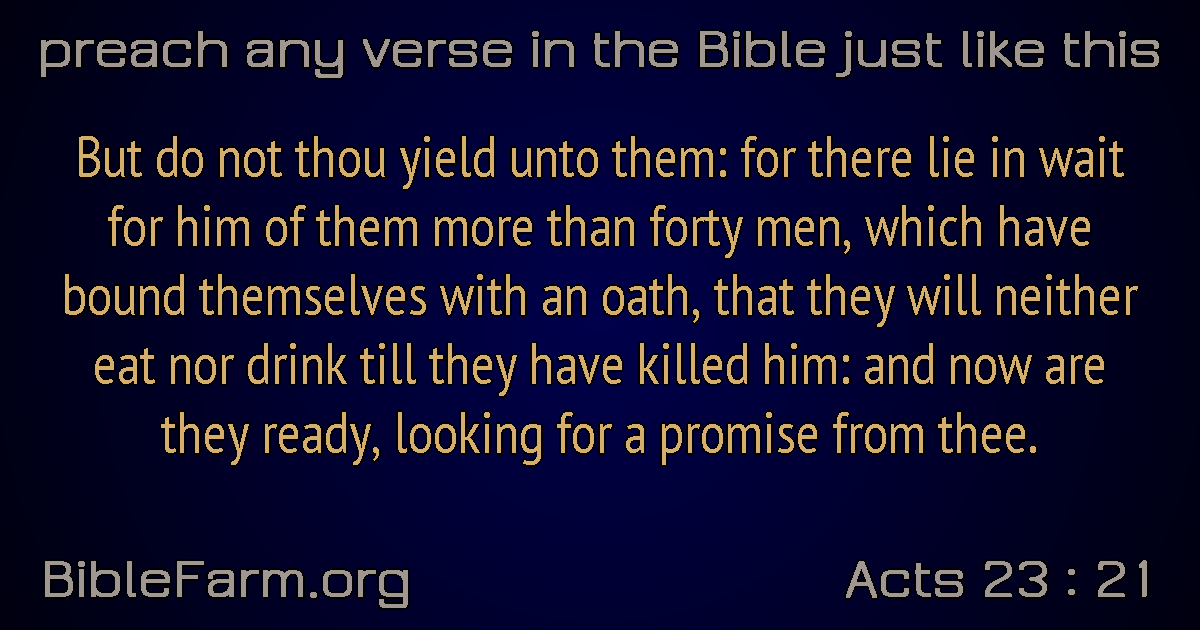 preach any verse in the Bible just like this
But do not thou yield unto them: for there lie in wait
for him of them more than forty men, which have
bound themselves with an oath, that they will neither
eat nor drink till they have killed him: and now are
they ready, looking for a promise from thee.
BibleFarm.org
Acts 23 : 21